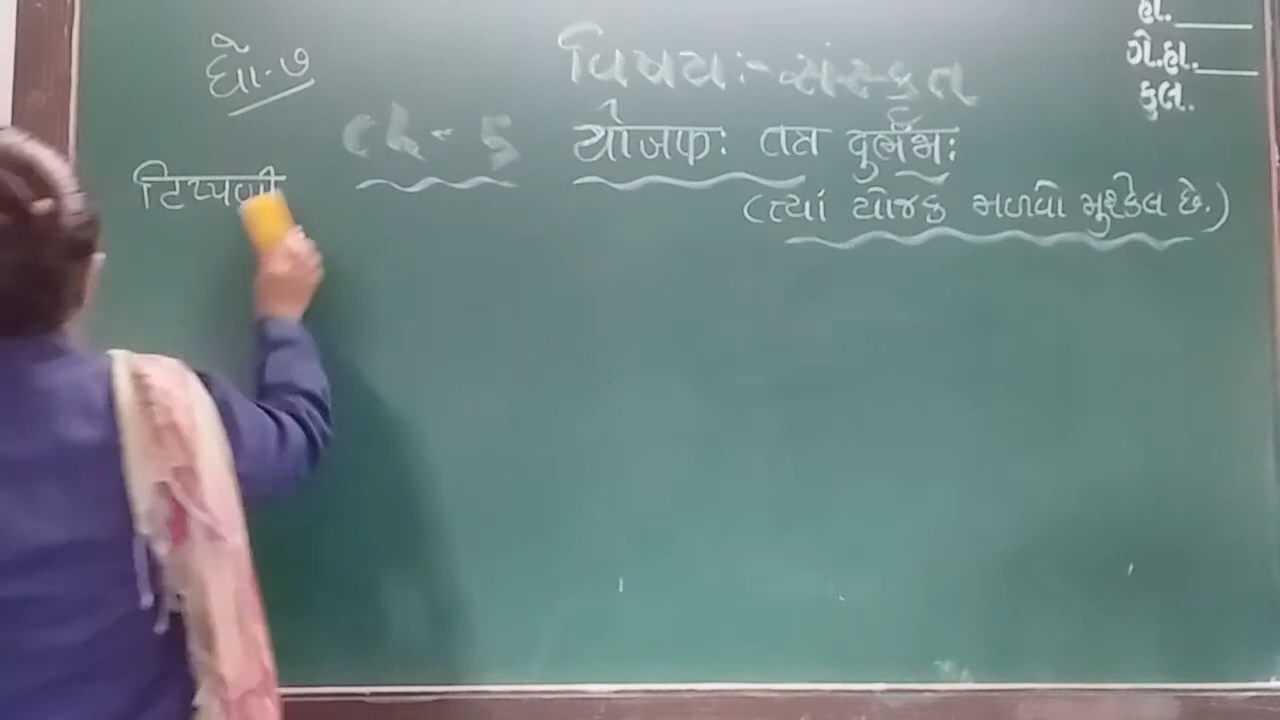 ધો-૭
વિષય:- સંસ્કૃત
ch - 5 योजकः तत्र दुर्लभः
(ત્યાં યોજક મળવો મુશ્કેલ છે.)
टिप्पणी
હા.
ગે.હા.
કુલ.